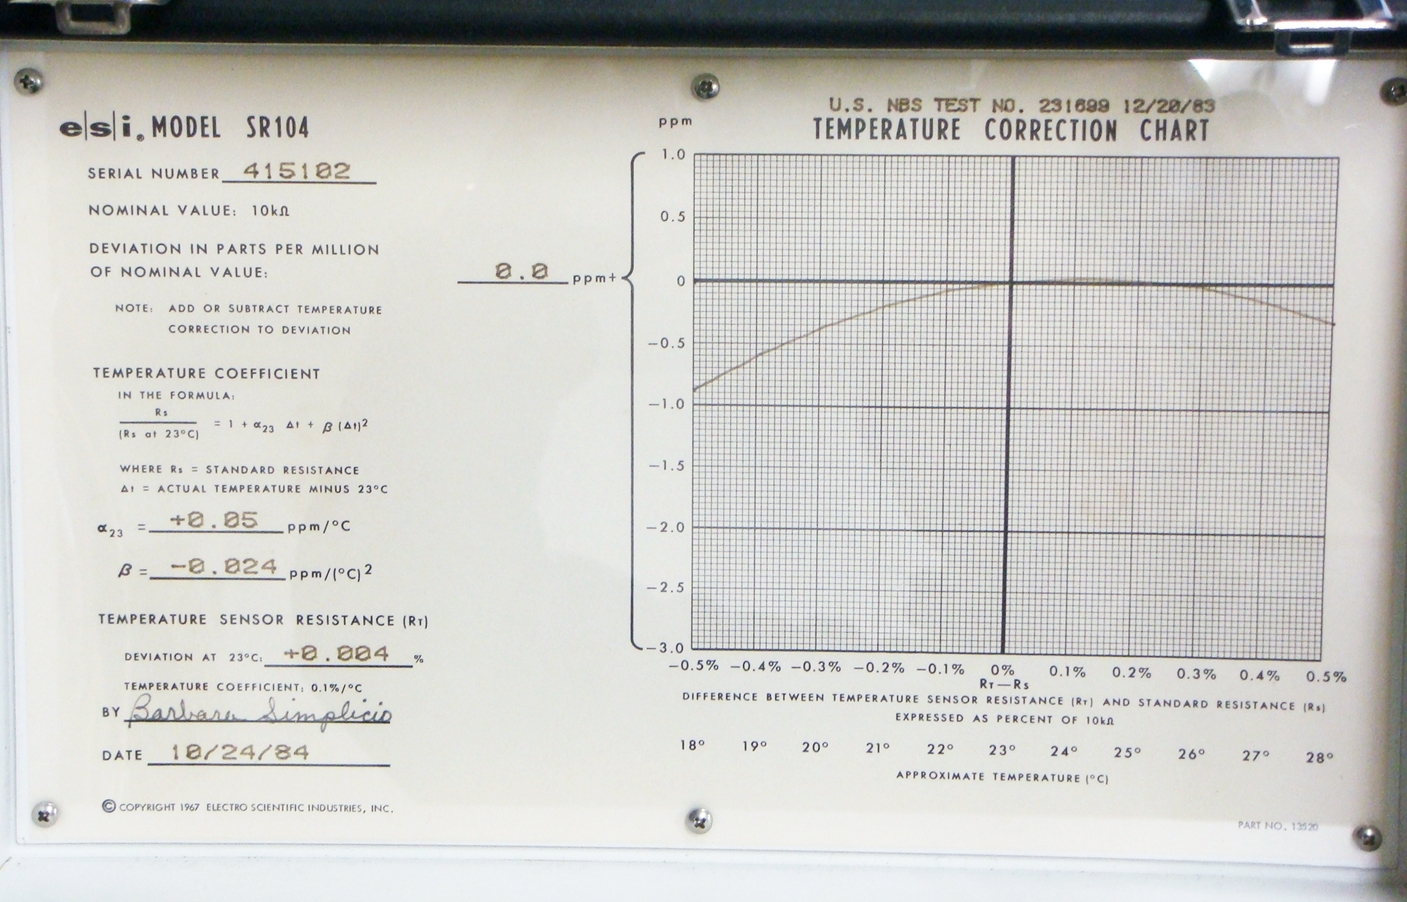 esi® MODEL SR104
SERIAL NUMBER 415102
NOMINAL VALUE: 10kΩ
DEVIATION IN PARTS PER MILLION
OF NOMINAL VALUE:
0.0 ppm+
NOTE: ADD OR SUBTRACT TEMPERATURE
CORRECTION TO DEVIATION
TEMPERATURE COEFFICIENT
IN THE FORMULA:
Rs
(Rs at 23°C)
= 1 + α23 Δt + β (Δt)²
WHERE Rs = STANDARD RESISTANCE
Δt = ACTUAL TEMPERATURE MINUS 23°C
α23 = +0.05 ppm/°C
β = -0.024 ppm/(°C)²
TEMPERATURE SENSOR RESISTANCE (RT)
DEVIATION AT 23°C: +0.004 %
TEMPERATURE COEFFICIENT: 0.1%/°C
BY Barbara Simplicio
DATE 10/24/84
© COPYRIGHT 1967 ELECTRO SCIENTIFIC INDUSTRIES, INC.
U.S. NBS TEST NO. 231699 12/20/83
TEMPERATURE CORRECTION CHART
ppm
1.0
0.5
0
-0.5
-1.0
-1.5
-2.0
-2.5
-3.0
-0.5% -0.4% -0.3% -0.2% -0.1% 0% 0.1% 0.2% 0.3% 0.4% 0.5%
RT—RS
DIFFERENCE BETWEEN TEMPERATURE SENSOR RESISTANCE (RT) AND STANDARD RESISTANCE (Rs)
EXPRESSED AS PERCENT OF 10kΩ
18° 19° 20° 21° 22° 23° 24° 25° 26° 27° 28°
APPROXIMATE TEMPERATURE (°C)
PART NO. 13520